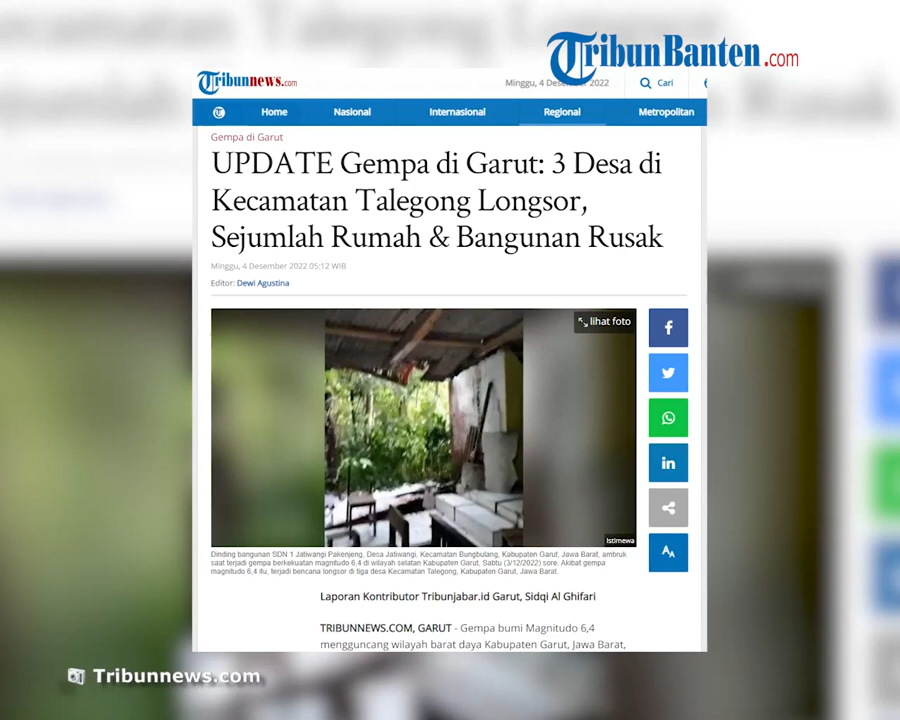 TribunBanten.com
Tribunnews.com
Minggu, 4 Desember 2022
Cari
Home Nasional Internasional Regional Metropolitan
Gempa di Garut
UPDATE Gempa di Garut: 3 Desa di
Kecamatan Talegong Longsor,
Sejumlah Rumah & Bangunan Rusak
Minggu, 4 Desember 2022 05:12 WIB
Editor: Dewi Agustina
lihat foto
Istimewa
Dinding bangunan SDN 1 Jatiwangi Pakenjeng, Desa Jatiwangi, Kecamatan Bungbulang, Kabupaten Garut, Jawa Barat, ambruk
saat terjadi gempa berkekuatan magnitudo 6,4 di wilayah selatan Kabupaten Garut, Sabtu (3/12/2022) sore. Akibat gempa
magnitudo 6,4 itu, terjadi bencana longsor di tiga desa Kecamatan Talegong, Kabupaten Garut, Jawa Barat.
Laporan Kontributor Tribunjabar.id Garut, Sidqi Al Ghifari
TRIBUNNEWS.COM, GARUT - Gempa bumi Magnitudo 6,4
mengguncang wilayah barat daya Kabupaten Garut, Jawa Barat,
Tribunnews.com